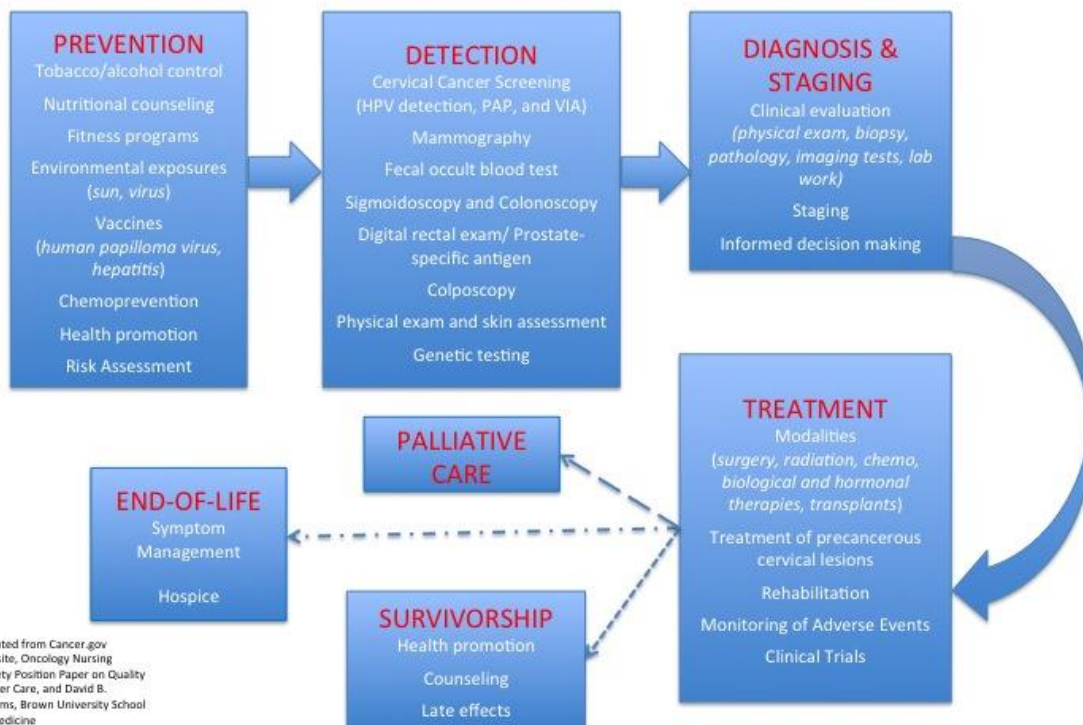 PREVENTION
Tobacco/alcohol control
Nutritional counseling
Fitness programs
Environmental exposures
(sun, virus)
Vaccines
(human papilloma virus,
hepatitis)
Chemoprevention
Health promotion
Risk Assessment
DETECTION
Cervical Cancer Screening
(HPV detection, PAP, and VIA)
Mammography
Fecal occult blood test
Sigmoidoscopy and Colonoscopy
Digital rectal exam/ Prostate-
specific antigen
Colposcopy
Physical exam and skin assessment
Genetic testing
DIAGNOSIS &
STAGING
Clinical evaluation
(physical exam, biopsy,
pathology, imaging tests, lab
work)
Staging
Informed decision making
TREATMENT
Modalities
(surgery, radiation, chemo,
biological and hormonal
therapies, transplants)
Treatment of precancerous
cervical lesions
Rehabilitation
Monitoring of Adverse Events
Clinical Trials
PALLIATIVE
CARE
END-OF-LIFE
Symptom
Management
Hospice
SURVIVORSHIP
Health promotion
Counseling
Late effects
from Cancer.gov
Oncology Nursing
Position Paper on Quality
Care, and David B.
Brown University School